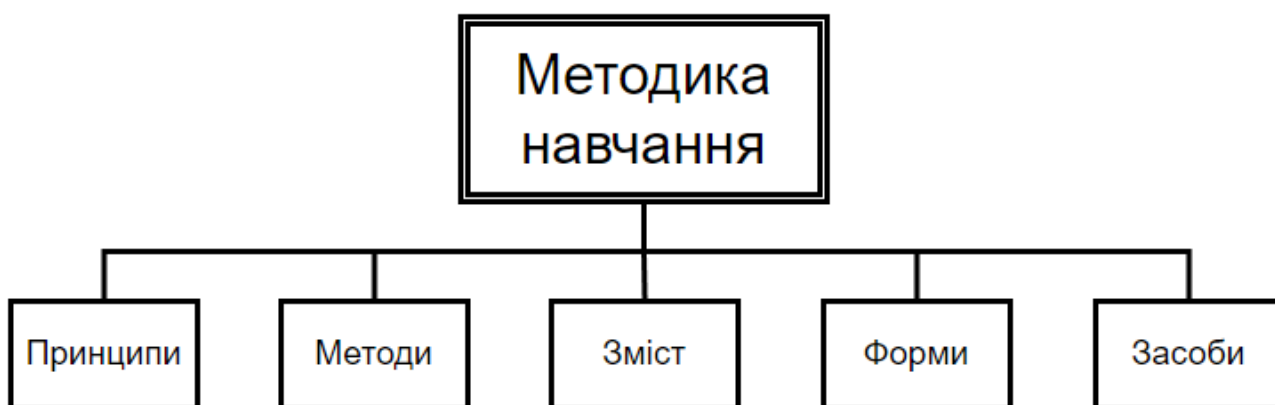 Методика
навчання
Принципи
Методи
Зміст
Форми
Засоби